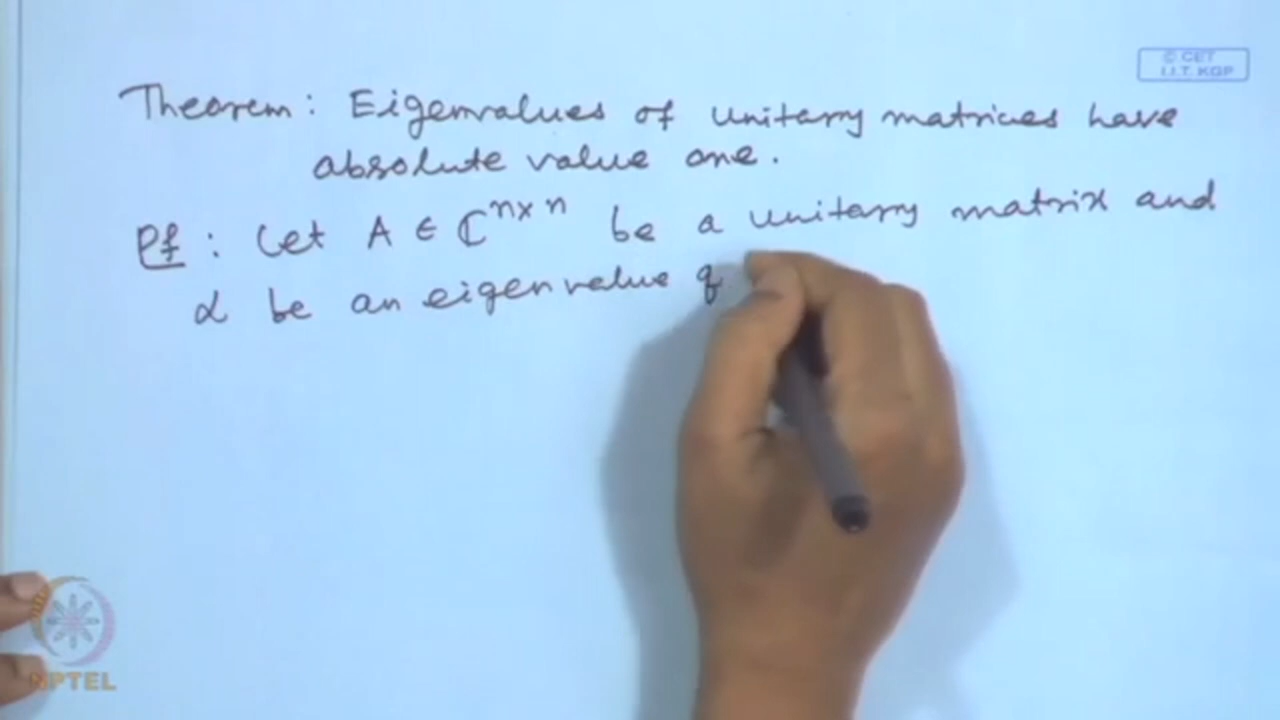 © CET
I.I.T. KGP
Theorem: Eigenvalues of unitary matrices have
absolute value one.
Pf: Let A ∈ ℂ^{n×n} be a unitary matrix and
α be an eigenvalue of
NPTEL